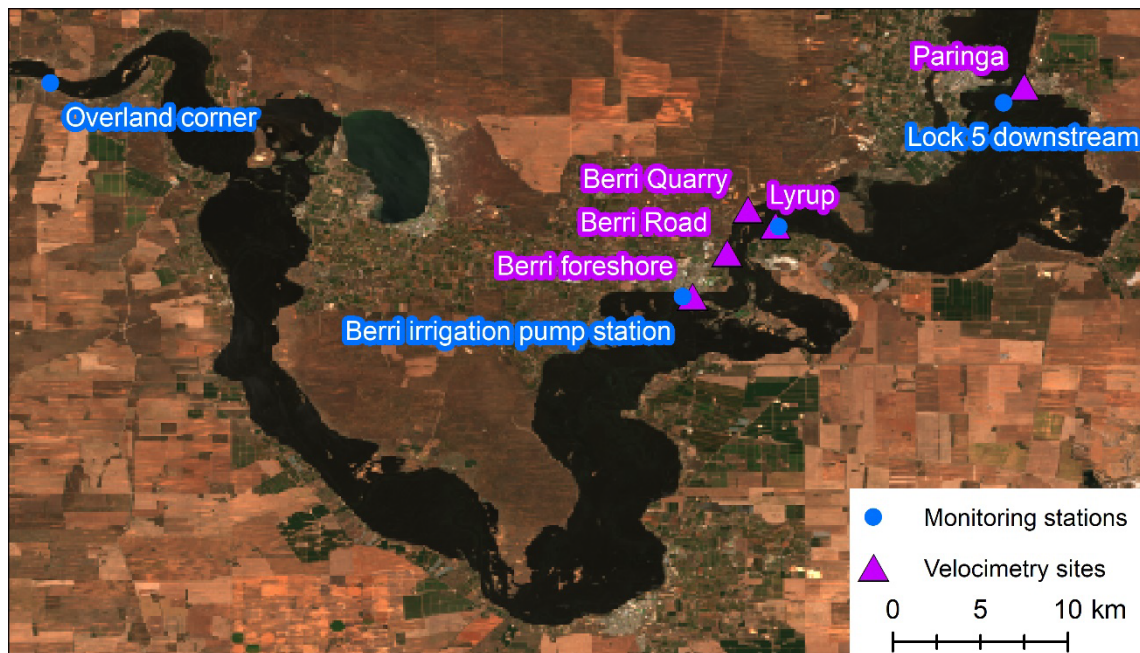 Paringa
Overland corner
Lock 5 downstream
Berri Quarry
Lyrup
Berri Road
Berri foreshore
Berri irrigation pump station
Monitoring stations
Velocimetry sites
0 5 10 km